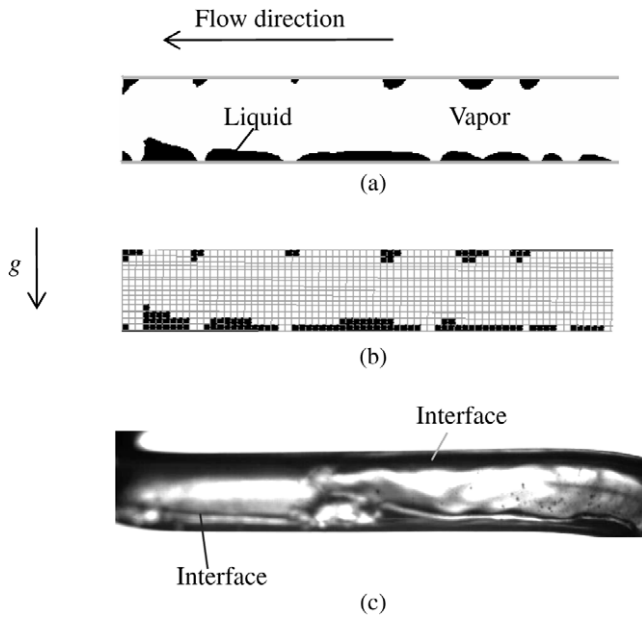 Flow direction
Liquid
Vapor
(a)
g
(b)
Interface
Interface
(c)